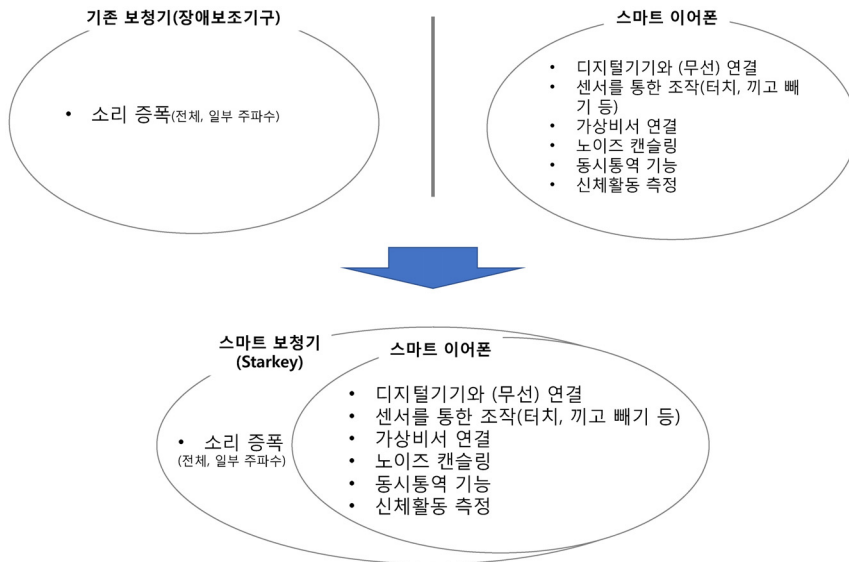 기존 보청기(장애보조기구)
• 소리 증폭(전체, 일부 주파수)
스마트 이어폰
• 디지털기기와 (무선) 연결
• 센서를 통한 조작(터치, 끼고 빼
기 등)
• 가상비서 연결
• 노이즈 캔슬링
• 동시통역 기능
• 신체활동 측정
스마트 보청기
(Starkey)
• 소리 증폭
(전체, 일부 주파수)
스마트 이어폰
• 디지털기기와 (무선) 연결
• 센서를 통한 조작(터치, 끼고 빼기 등)
• 가상비서 연결
• 노이즈 캔슬링
• 동시통역 기능
• 신체활동 측정